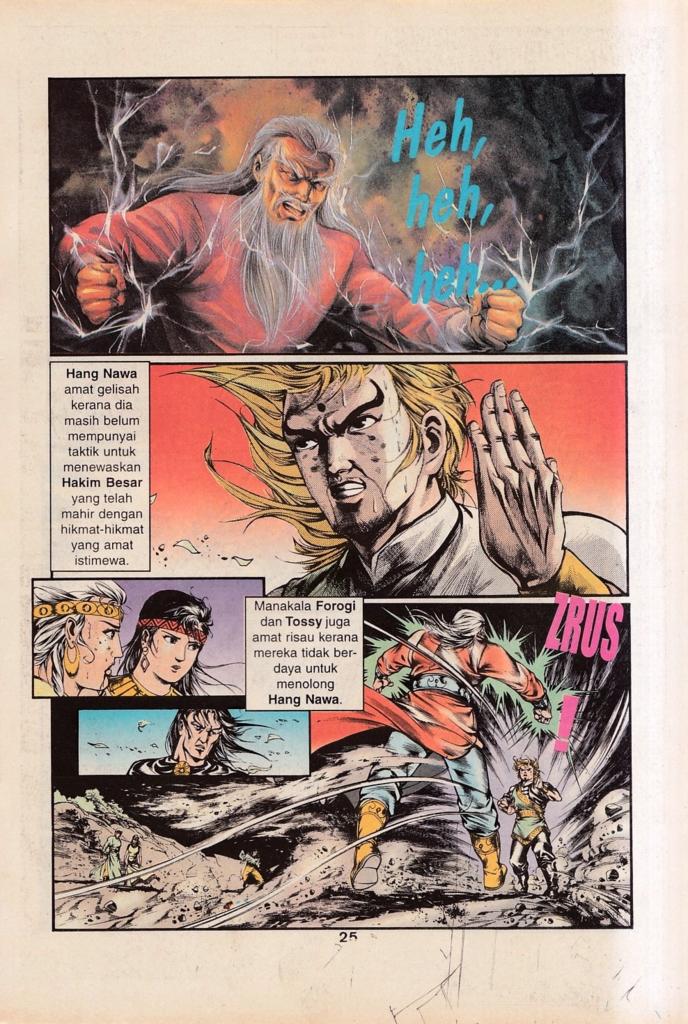 Heh,
heh,
heh...
Hang Nawa
amat gelisah
kerana dia
masih belum
mempunyai
taktik untuk
menewaskan
Hakim Besar
yang telah
mahir dengan
hikmat-hikmat
yang amat
istimewa.
Manakala Forogi
dan Tossy juga
amat risau kerana
mereka tidak ber-
daya untuk
menolong
Hang Nawa.
ZRUS
!
25